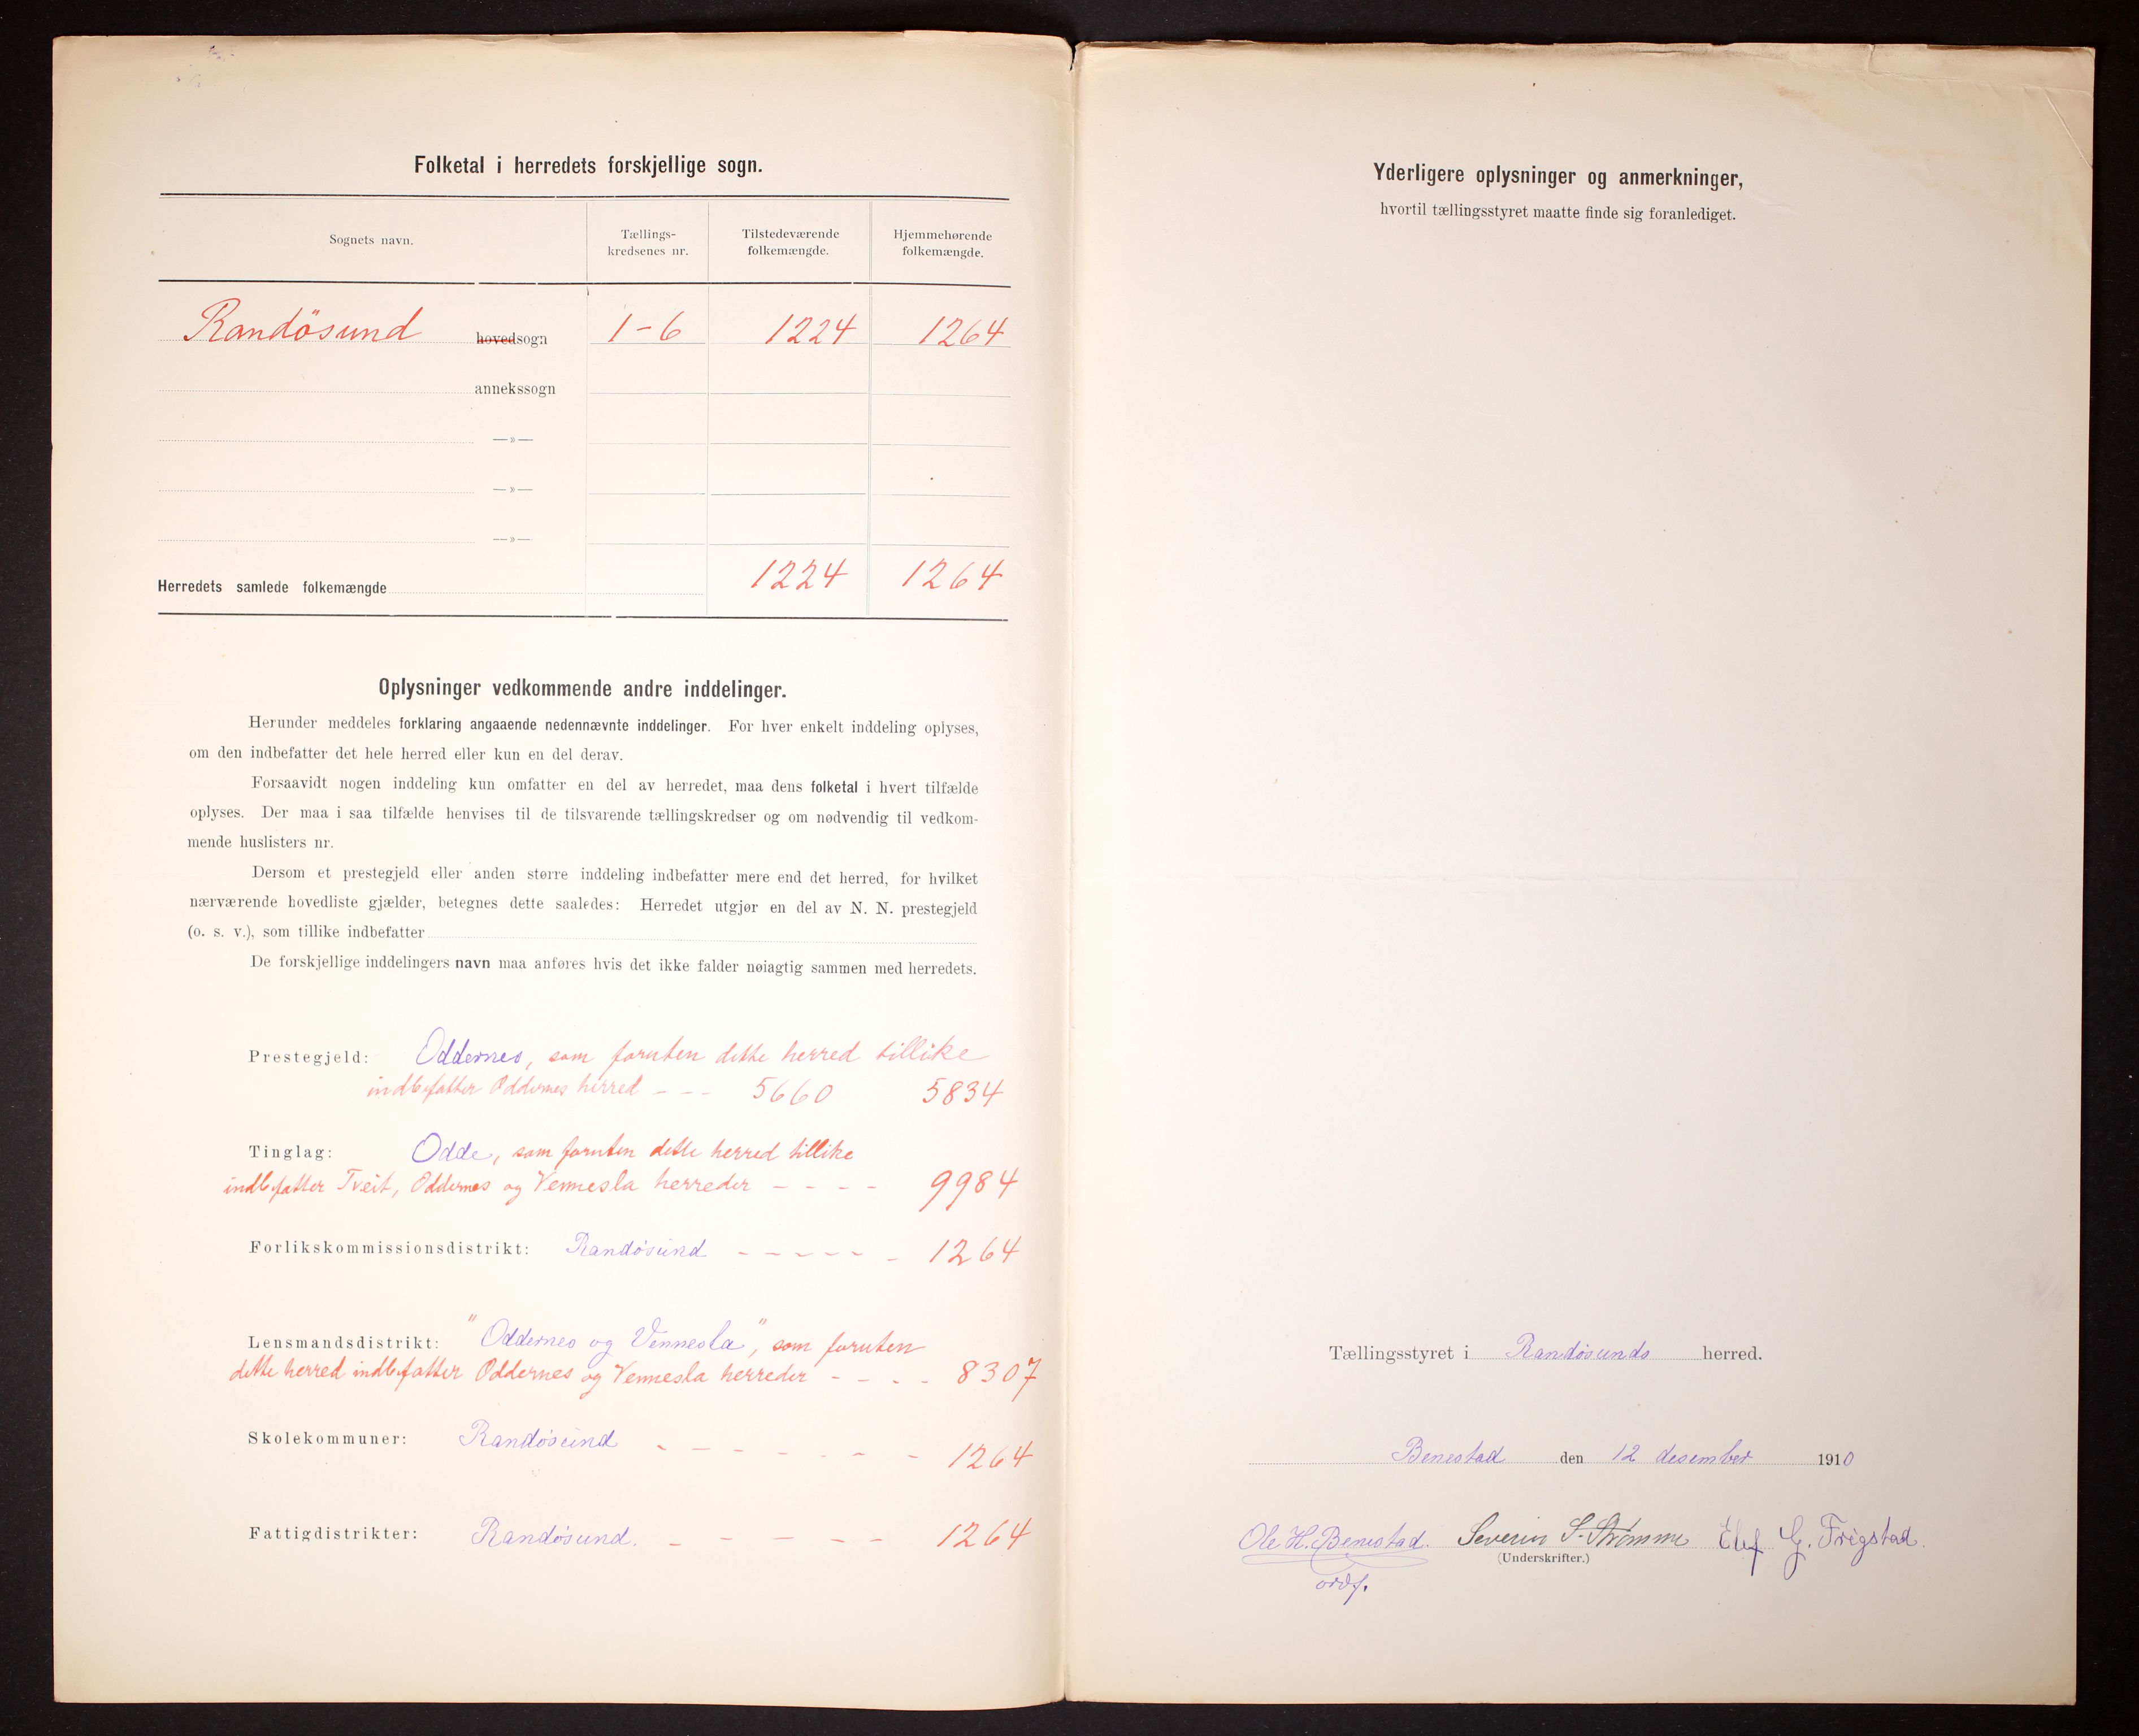 Folketal i herredets forskjellige sogn.
Sognets navn.
Tællings-
kredsenes nr.
Tilstedeværende
folkemængde.
Hjemmehørende
folkemængde.
Randösund hovedsogn 1-6 1224 1264
annekssogn
—»—
—»—
—»—
Herredets samlede folkemængde 1224 1264
Oplysninger vedkommende andre inddelinger.
Herunder meddeles forklaring angaaende nedennævnte inddelinger. For hver enkelt inddeling oplyses,
om den indbefatter det hele herred eller kun en del derav.
Forsaavidt nogen inddeling kun omfatter en del av herredet, maa dens folketal i hvert tilfælde
oplyses. Der maa i saa tilfælde henvises til de tilsvarende tællingskredser og om nødvendig til vedkom-
mende huslisters nr.
Dersom et prestegjeld eller anden større inddeling indbefatter mere end det herred, for hvilket
nærværende hovedliste gjælder, betegnes dette saaledes: Herredet utgjør en del av N. N. prestegjeld
(o. s. v.), som tillike indbefatter
De forskjellige inddelingers navn maa anføres hvis det ikke falder nøiagtig sammen med herredets.
Prestegjeld: Oddernes, som foruten dette herred tillike
indbefatter Oddernes herred - - - 5660 5834
Tinglag: Odde, som foruten dette herred tillike
indbefatter Tveit, Oddernes og Vennesla herreder - - - - 9984
Forlikskommissionsdistrikt: Randösund - - - - - - 1264
Lensmandsdistrikt: "Oddernes og Vennesla", som foruten
dette herred indbefatter Oddernes og Vennesla herreder - - - - 8307
Skolekommuner: Randösund - - - - - - - 1264
Fattigdistrikter: Randösund. - - - - - - 1264
Yderligere oplysninger og anmerkninger,
hvortil tællingsstyret maatte finde sig foranlediget.
Tællingsstyret i Randösunds herred.
Benestad den 12 desember 1910
Ole H. Benestad. Severin S. Strömme Elef G. Frigstad.
(Underskrifter.)
ordf.